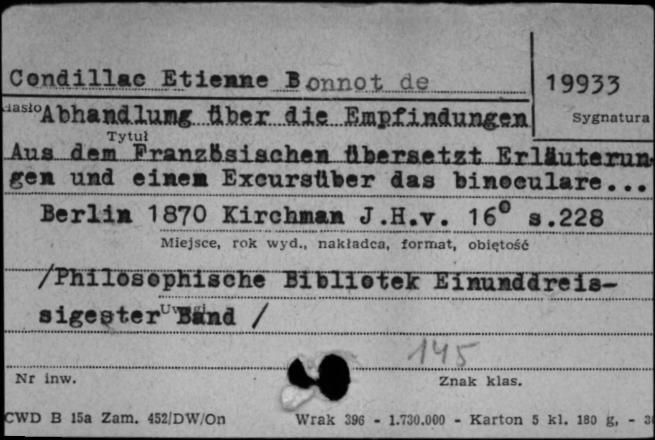 Condillac Etienne Bonnot de
19933
Hasło
Abhandlung über die Empfindungen
Sygnatura
Tytuł
Aus dem Französischen übersetzt Erläuterun
gen und einem Excursüber das binoculare...
Berlin 1870 Kirchman J.H.v. 16° s.228
Miejsce, rok wyd., nakładca, format, objętość
/Philosophische Bibliotek Einunddreis-
sigester Band /
Uwagi
145
Nr inw.
Znak klas.
CWD B 15a Zam. 452/DW/On
Wrak 396 - 1.730.000 - Karton 5 kl. 180 g, - 3